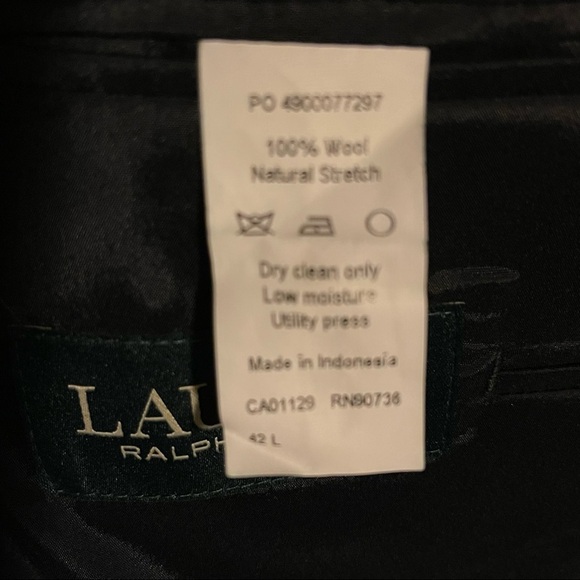 PO 4900077297
100% Wool
Natural Stretch
Dry clean only
Low moisture
Utility press
Made in Indonesia
CA01129 RN90736
42 L
LAU
RALPH